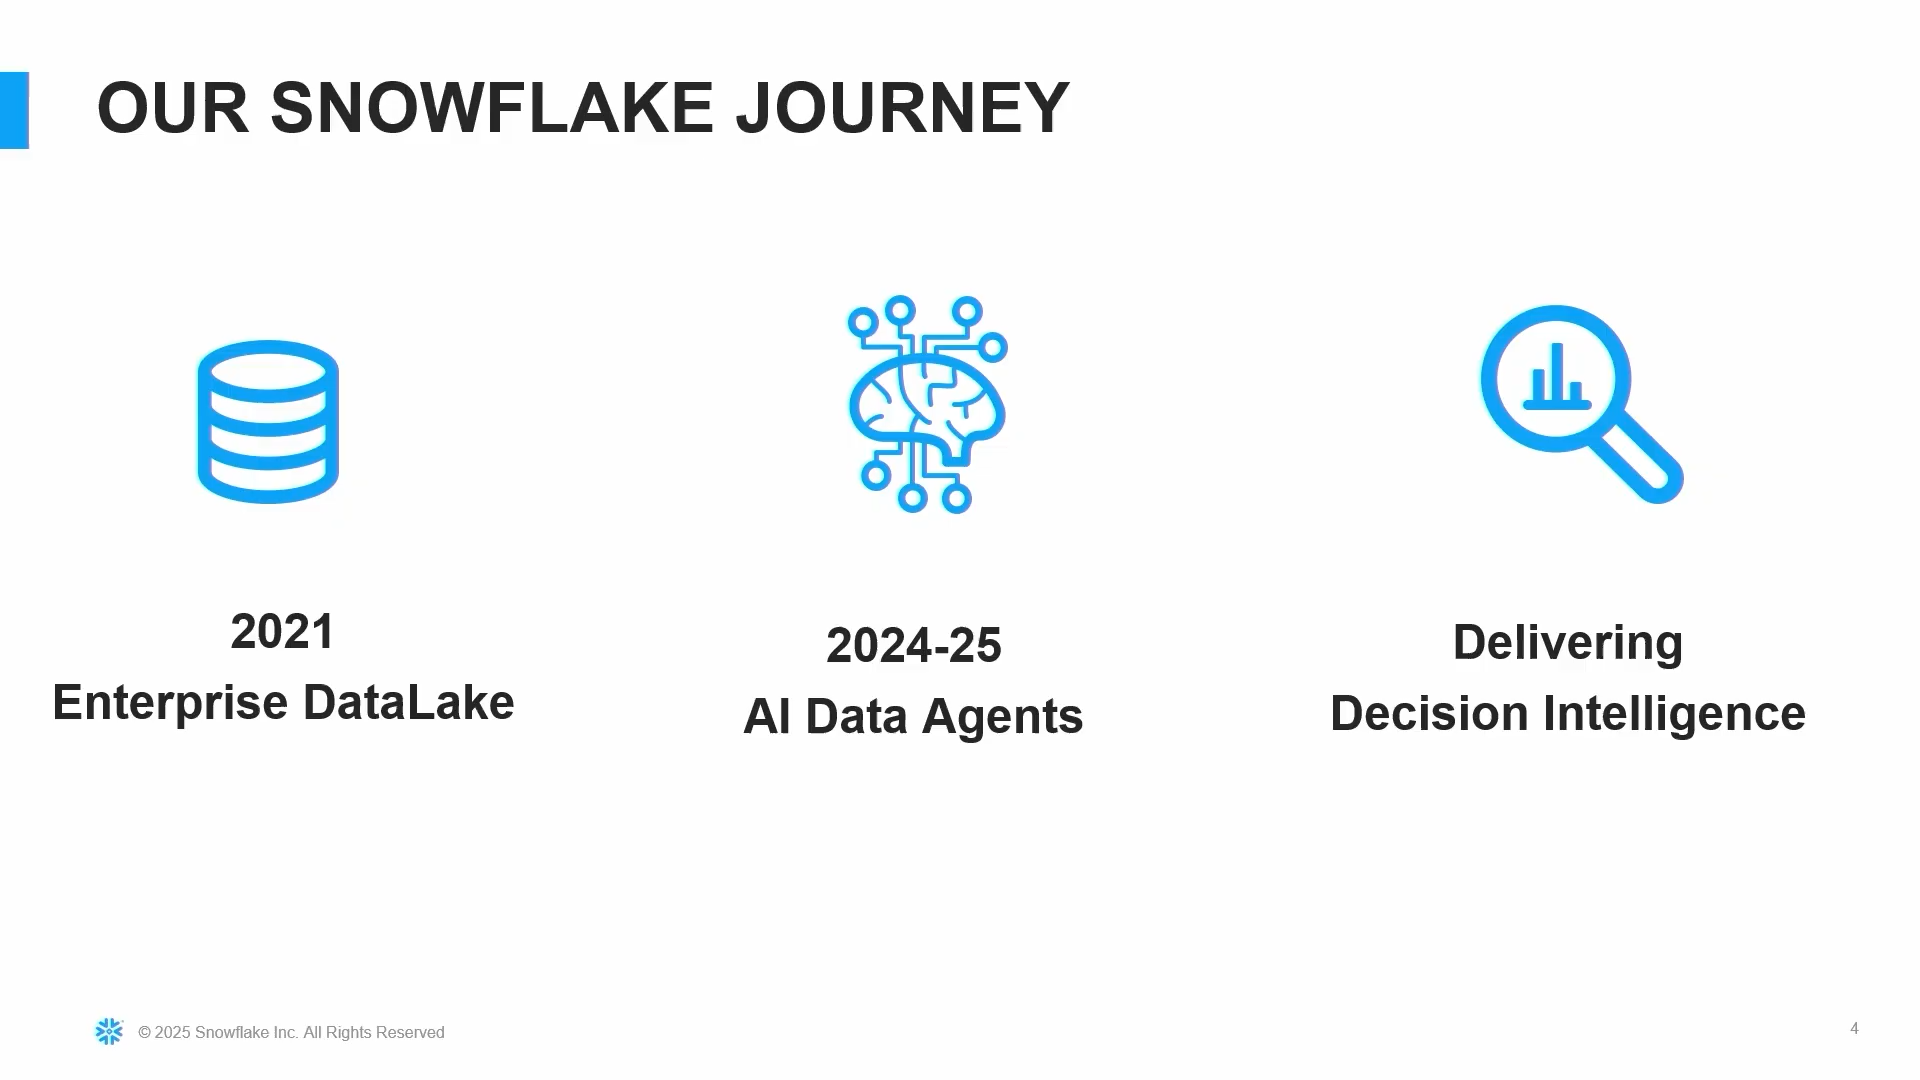 OUR SNOWFLAKE JOURNEY
2021
Enterprise DataLake
2024-25
AI Data Agents
Delivering
Decision Intelligence
© 2025 Snowflake Inc. All Rights Reserved
4